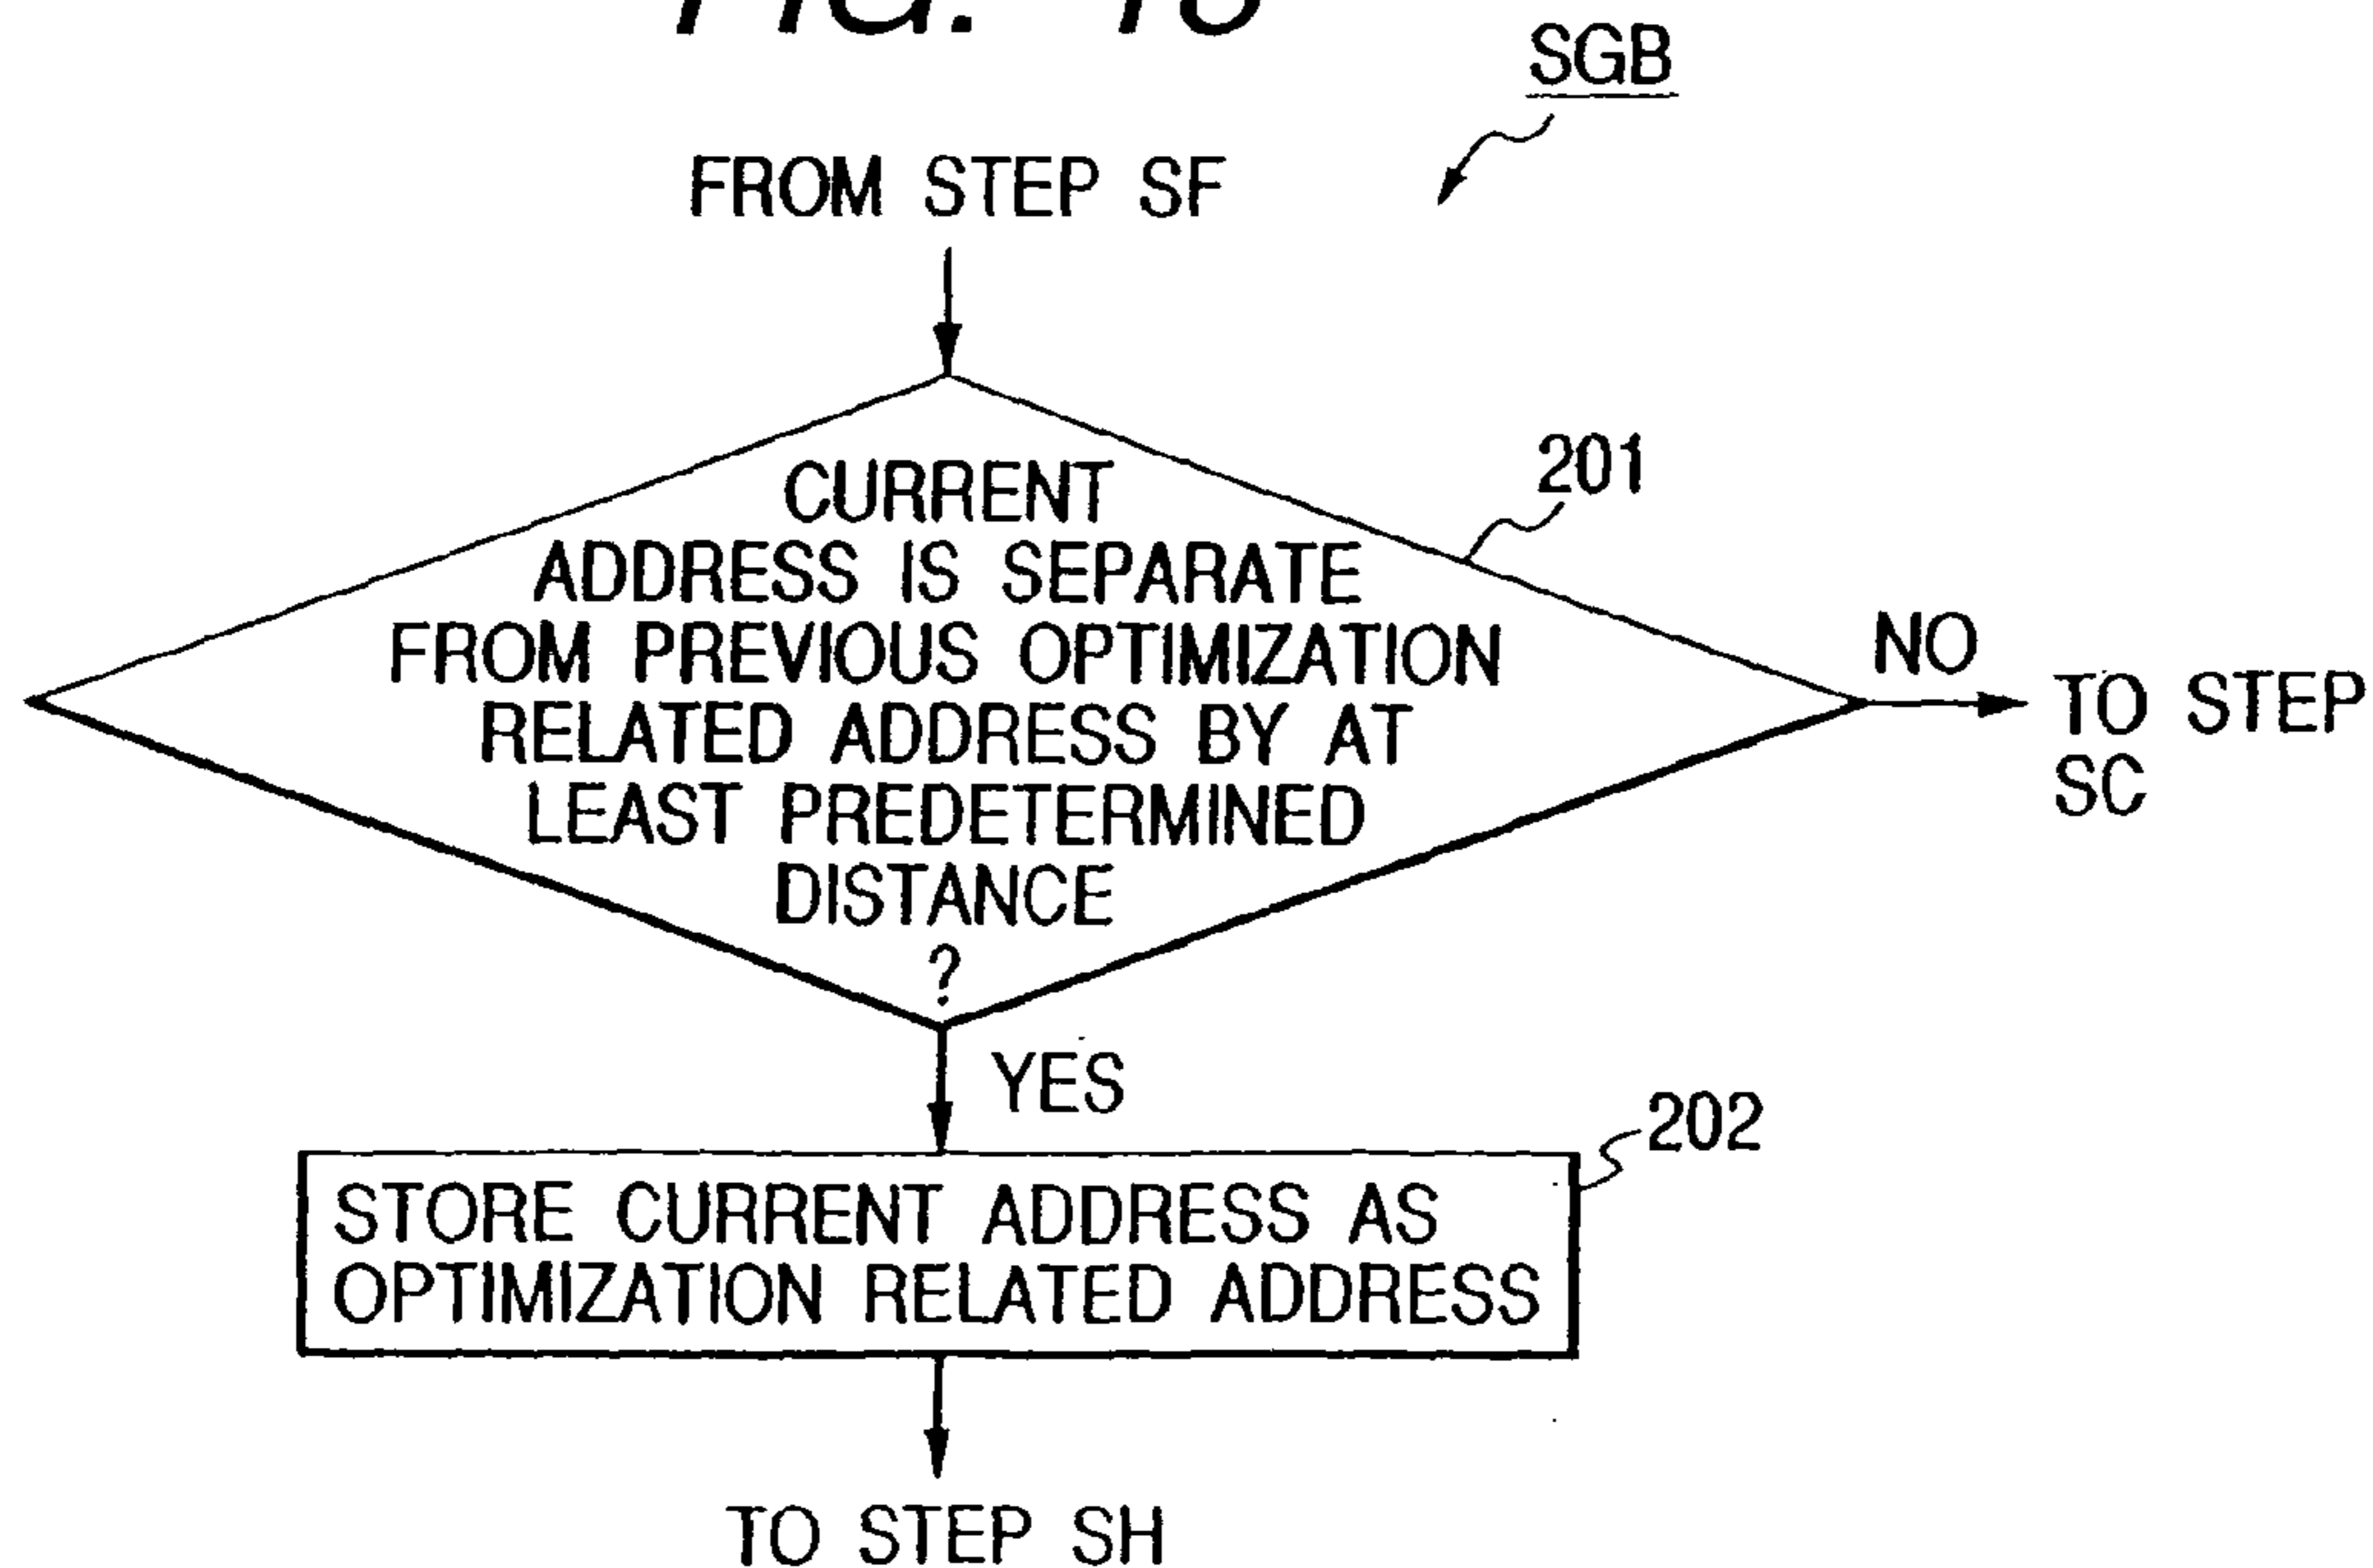 FIG.
SGB
FROM STEP SF
201
CURRENT
ADDRESS IS SEPARATE
FROM PREVIOUS OPTIMIZATION
RELATED ADDRESS BY AT
LEAST PREDETERMINED
DISTANCE
?
NO
TO STEP
SC
YES
202
STORE CURRENT ADDRESS AS
OPTIMIZATION RELATED ADDRESS
TO STEP SH